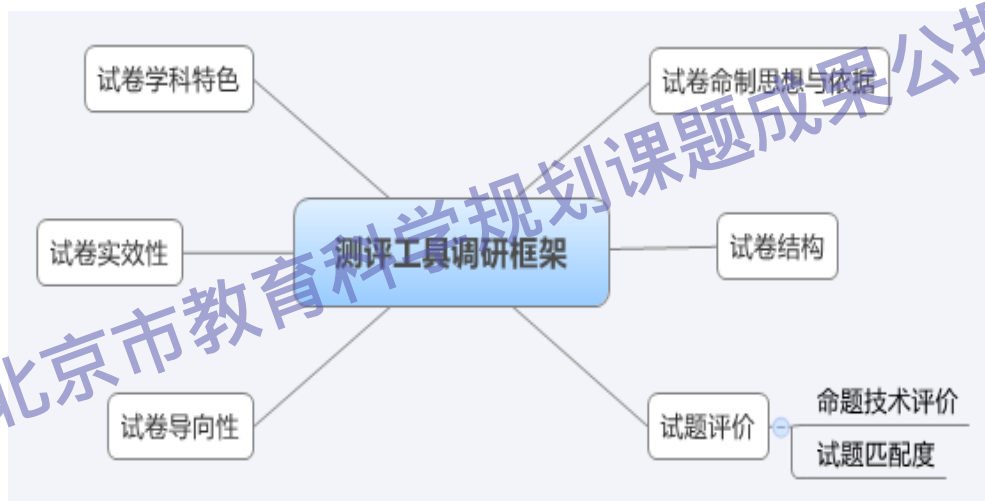 试卷学科特色
试卷命制思想与依据
试卷实效性
测评工具调研框架
试卷结构
试卷导向性
试题评价
命题技术评价
试题匹配度
北京市教育科学规划课题成果公报